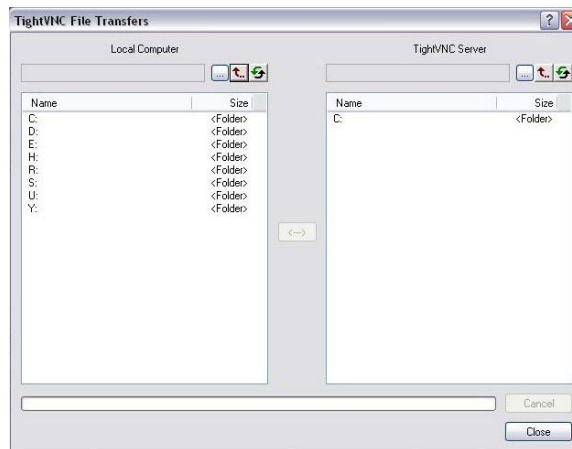 TightVNC File Transfers
Local Computer
TightVNC Server
...
...
Name Size
C: <Folder>
D: <Folder>
E: <Folder>
H: <Folder>
R: <Folder>
S: <Folder>
U: <Folder>
Y: <Folder>
Name Size
C: <Folder>
<--->
Cancel
Close